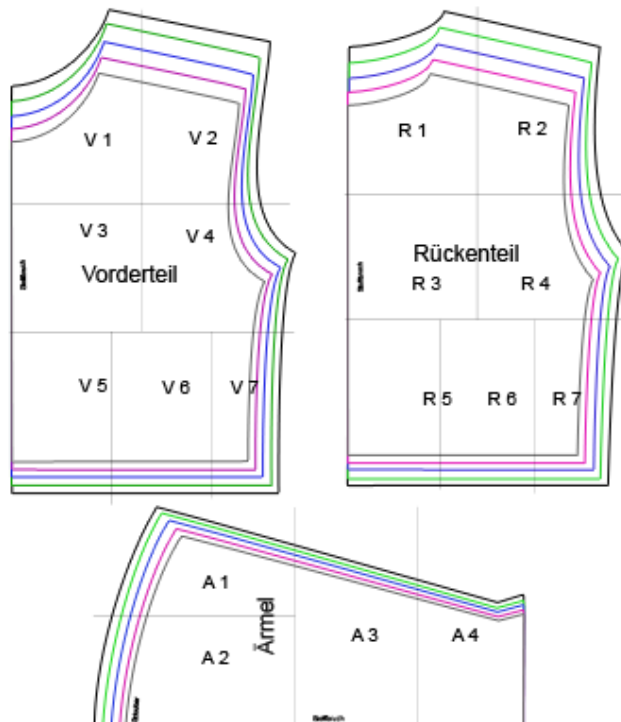 V 1
V 2
V 3
V 4
Vorderteil
V 5
V 6
V 7
R 1
R 2
Rückenteil
R 3
R 4
R 5
R 6
R 7
A 1
Ärmel
A 2
A 3
A 4